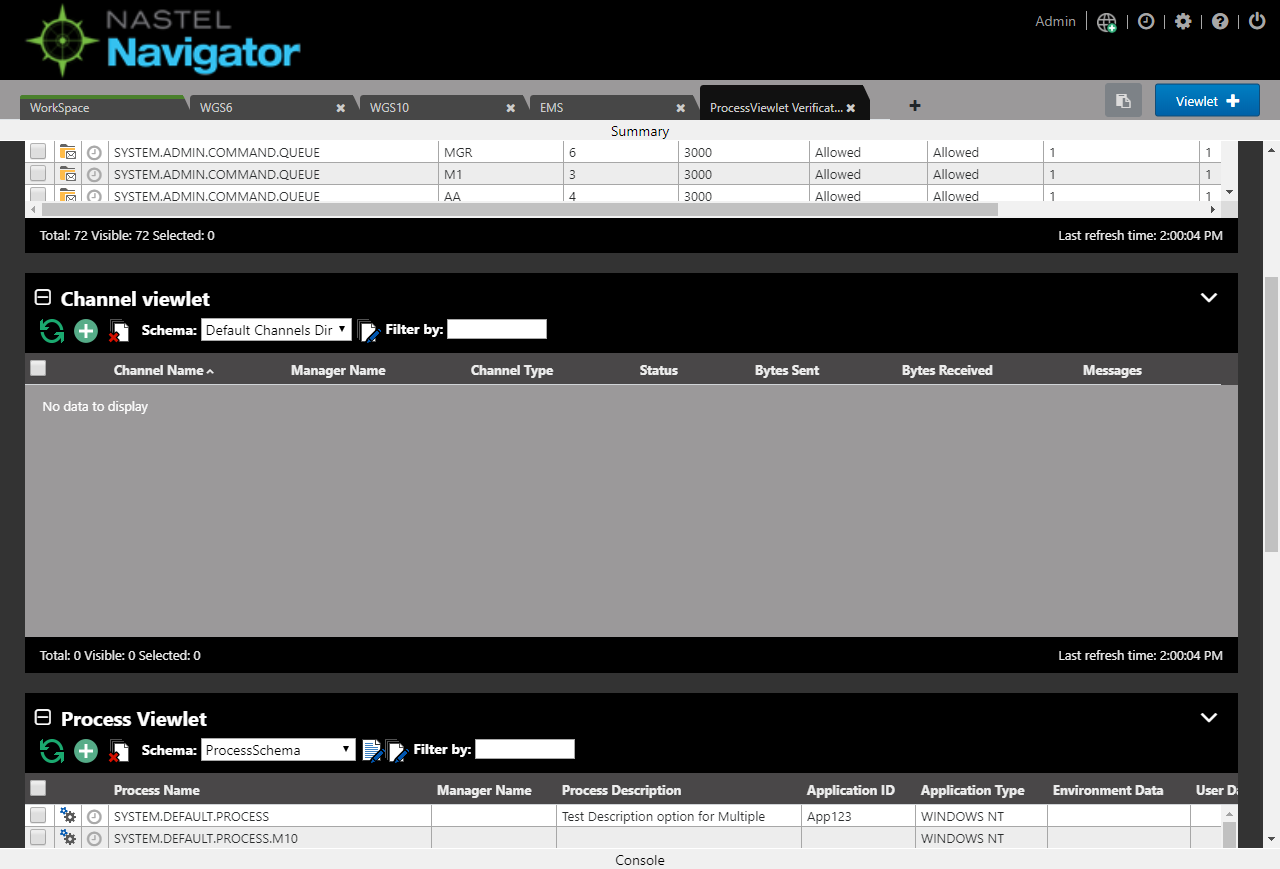 NASTEL
Navigator
Admin
WorkSpace WGS6 WGS10 EMS ProcessViewlet Verificat... Viewlet
Summary
SYSTEM.ADMIN.COMMAND.QUEUE MGR 6 3000 Allowed Allowed 1 1
SYSTEM.ADMIN.COMMAND.QUEUE M1 3 3000 Allowed Allowed 1 1
SYSTEM.ADMIN.COMMAND.QUEUE AA 4 3000 Allowed Allowed 1 1
Total: 72 Visible: 72 Selected: 0 Last refresh time: 2:00:04 PM
Channel viewlet
Schema: Default Channels Dir Filter by:
Channel Name Manager Name Channel Type Status Bytes Sent Bytes Received Messages
No data to display
Total: 0 Visible: 0 Selected: 0 Last refresh time: 2:00:04 PM
Process Viewlet
Schema: ProcessSchema Filter by:
Process Name Manager Name Process Description Application ID Application Type Environment Data User Da
SYSTEM.DEFAULT.PROCESS Test Description option for Multiple App123 WINDOWS NT
SYSTEM.DEFAULT.PROCESS.M10 WINDOWS NT
Console